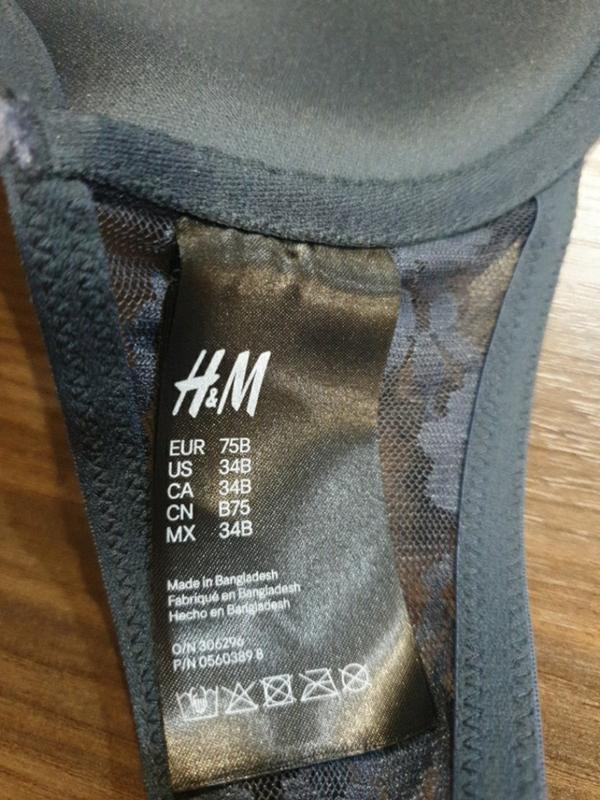 H&M
EUR 75B
US 34B
CA 34B
CN B75
MX 34B
Made in Bangladesh
Fabriqué en Bangladesh
Hecho en Bangladesh
O/N 306296
P/N 0560389 8